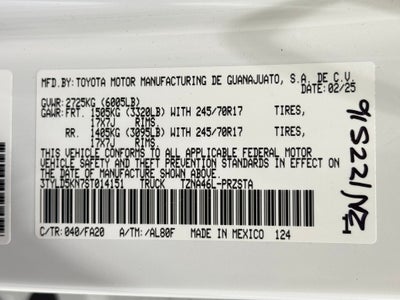 MFD.BY:TOYOTA MOTOR MANUFACTURING DE GUANAJUATO, S.A. DE C.V.
DATE:02/25
GVWR:2725KG (6005LB)
GAWR:FRT. 1505KG (3320LB) WITH 245/70R17 TIRES,
17X7J RIMS
RR. 1405KG (3095LB) WITH 245/70R17 TIRES,
17X7J RIMS
THIS VEHICLE CONFORMS TO ALL APPLICABLE FEDERAL MOTOR
VEHICLE SAFETY AND THEFT PREVENTION STANDARDS IN EFFECT ON
THE DATE OF MANUFACTURE SHOWN ABOVE.
3TYLD5KN7ST014151 TRUCK TZNA46L-PRZSTA
C/TR:040/FA20 A/TM:/AL80F MADE IN MEXICO 124